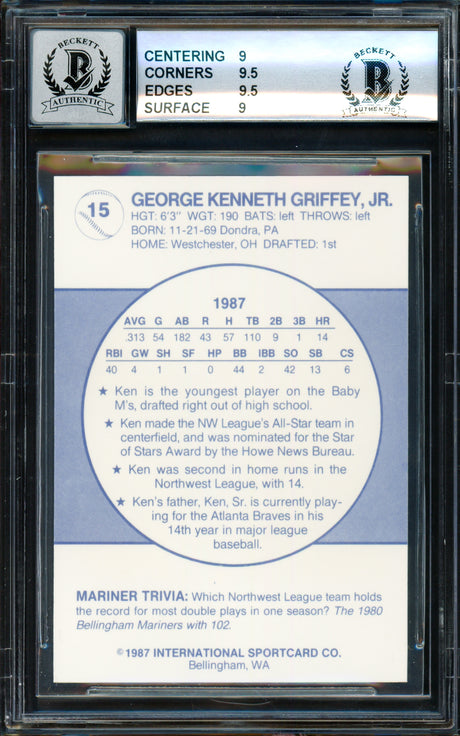 BECKETT
B
AUTHENTIC
CENTERING 9
CORNERS 9.5
EDGES 9.5
SURFACE 9
BECKETT
B
AUTHENTIC
15
GEORGE KENNETH GRIFFEY, JR.
HGT: 6'3" WGT: 190 BATS: left THROWS: left
BORN: 11-21-69 Dondra, PA
HOME: Westchester, OH DRAFTED: 1st
1987
AVG G AB R H TB 2B 3B HR
.313 54 182 43 57 110 9 1 14
RBI GW SH SF HP BB IBB SO SB CS
40 4 1 1 0 44 2 42 13 6
★ Ken is the youngest player on the Baby
M's, drafted right out of high school.
★ Ken made the NW League's All-Star team in
centerfield, and was nominated for the Star
of Stars Award by the Howe News Bureau.
★ Ken was second in home runs in the
Northwest League, with 14.
★ Ken's father, Ken, Sr. is currently play-
ing for the Atlanta Braves in his
14th year in major league
baseball.
MARINER TRIVIA: Which Northwest League team holds
the record for most double plays in one season? The 1980
Bellingham Mariners with 102.
©1987 INTERNATIONAL SPORTCARD CO.
Bellingham, WA